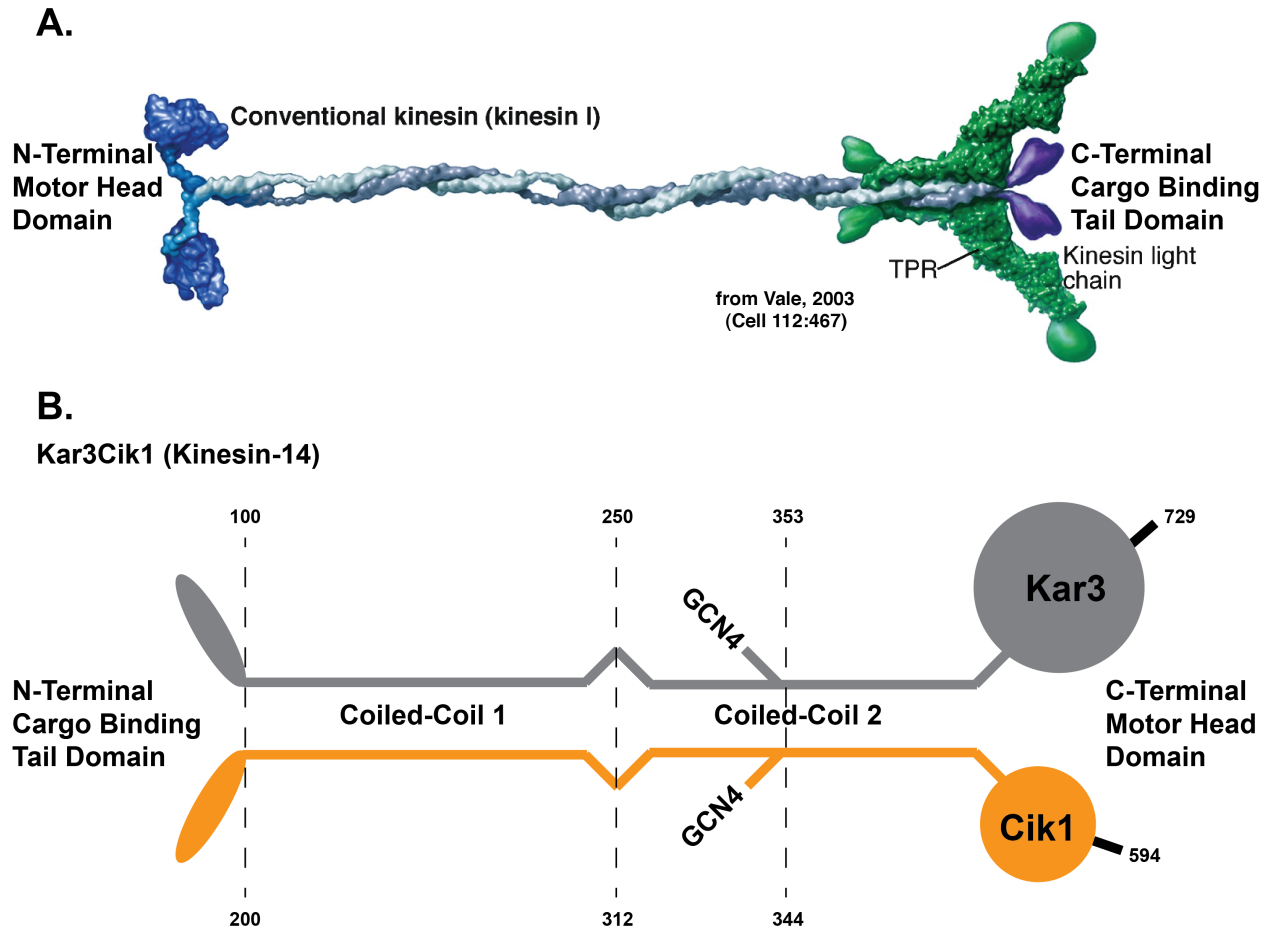 A.
Conventional kinesin (kinesin I)
N-Terminal
Motor Head
Domain
C-Terminal
Cargo Binding
Tail Domain
TPR
Kinesin light
chain
from Vale, 2003
(Cell 112:467)
B.
Kar3Cik1 (Kinesin-14)
100
250
353
729
Kar3
GCN4
N-Terminal
Cargo Binding
Tail Domain
Coiled-Coil 1
Coiled-Coil 2
C-Terminal
Motor Head
Domain
GCN4
Cik1
594
200
312
344